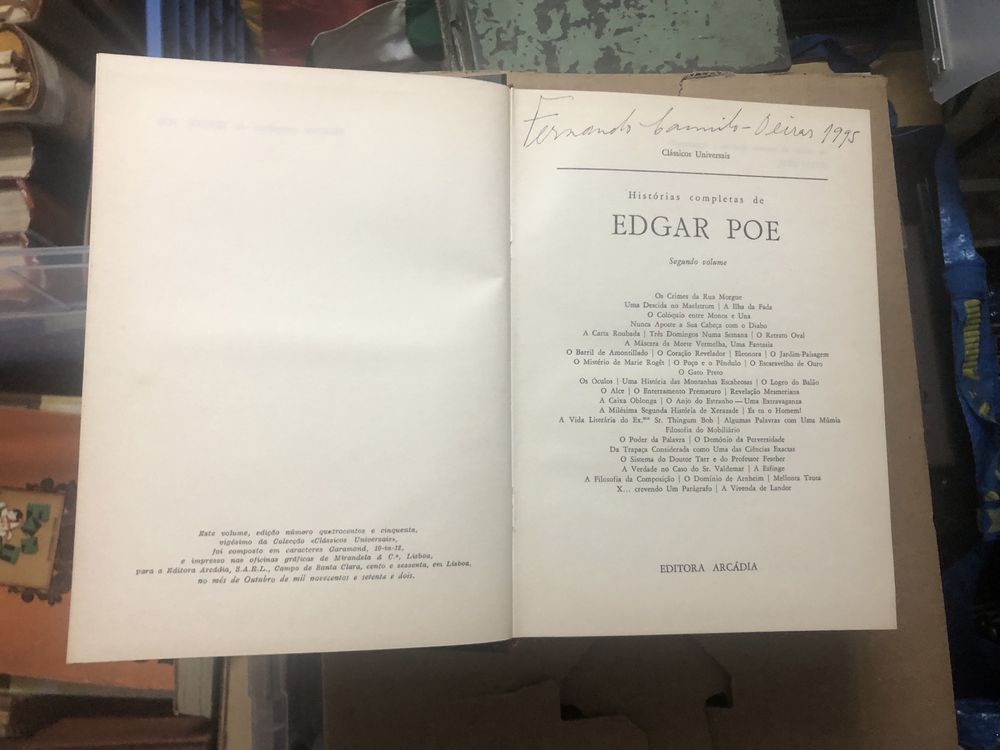 Este volume, edição número quatrocentos e cinquenta,
vigésimo da Colecção «Clássicos Universais»,
foi composto em caracteres Garamond, 10-in-12,
e impresso nas oficinas gráficas de Mirandela & C.ª, Lisboa,
para a Editora Arcádia, S.A.R.L., Campo de Santa Clara, cento e sessenta, em Lisboa,
no mês de Outubro de mil novecentos e setenta e dois.
Fernando Camilo - Oeiras 1995
Clássicos Universais
Histórias completas de
EDGAR POE
Segundo volume
Os Crimes da Rua Morgue
Uma Descida no Maelstrom | A Ilha da Fada
O Colóquio entre Monos e Una
Nunca Aposte a Sua Cabeça com o Diabo
A Carta Roubada | Três Domingos Numa Semana | O Retrato Oval
A Máscara da Morte Vermelha, Uma Fantasia
O Barril de Amontillado | O Coração Revelador | Eleonora | O Jardim-Paisagem
O Mistério de Marie Rogêt | O Poço e o Pêndulo | O Escaravelho de Ouro
O Gato Preto
Os Óculos | Uma História das Montanhas Escabrosas | O Logro do Balão
O Alce | O Enterramento Prematuro | Revelação Mesmeriana
A Caixa Oblonga | O Anjo do Estranho — Uma Extravaganza
A Milésima Segunda História de Xerazade | És tu o Homem!
A Vida Literária do Ex.mo Sr. Thingum Bob | Algumas Palavras com Uma Múmia
Filosofia do Mobiliário
O Poder da Palavra | O Demónio da Perversidade
Da Trapaça Considerada como Uma das Ciências Exactas
O Sistema do Doutor Tarr e do Professor Feather
A Verdade no Caso do Sr. Valdemar | A Esfinge
A Filosofia da Composição | O Domínio de Arnheim | Mellonta Tauta
X... crevendo Um Parágrafo | A Vivenda de Landor
EDITORA ARCÁDIA